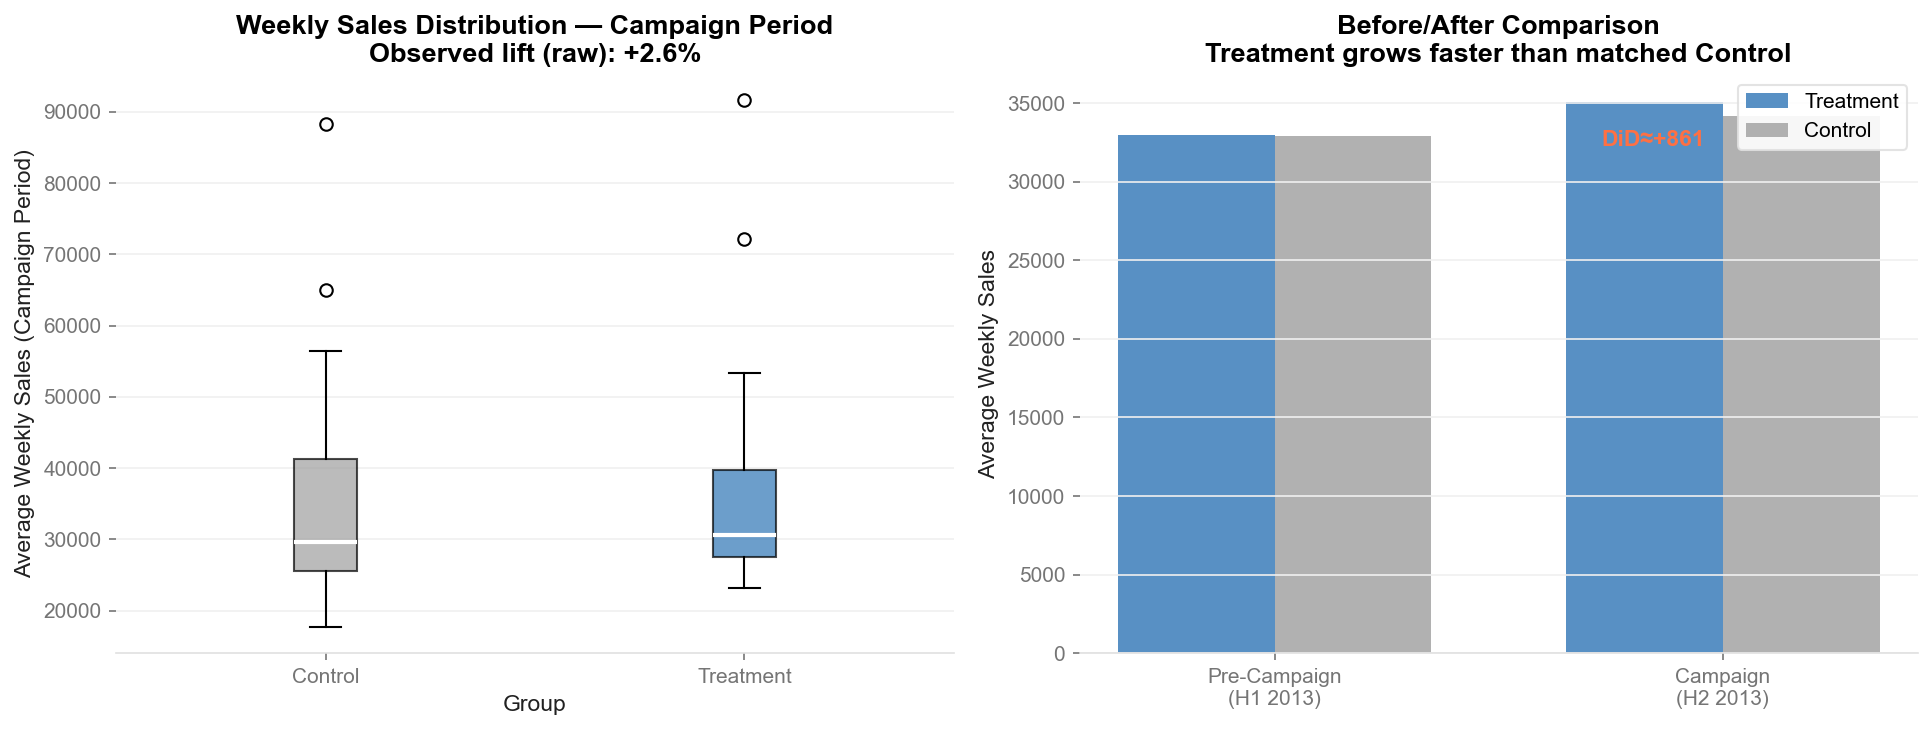 Weekly Sales Distribution — Campaign Period
Observed lift (raw): +2.6%
Average Weekly Sales (Campaign Period)
90000
80000
70000
60000
50000
40000
30000
20000
Control
Treatment
Group
Before/After Comparison
Treatment grows faster than matched Control
Average Weekly Sales
35000
30000
25000
20000
15000
10000
5000
0
Treatment
Control
DiD≈+861
Pre-Campaign
(H1 2013)
Campaign
(H2 2013)